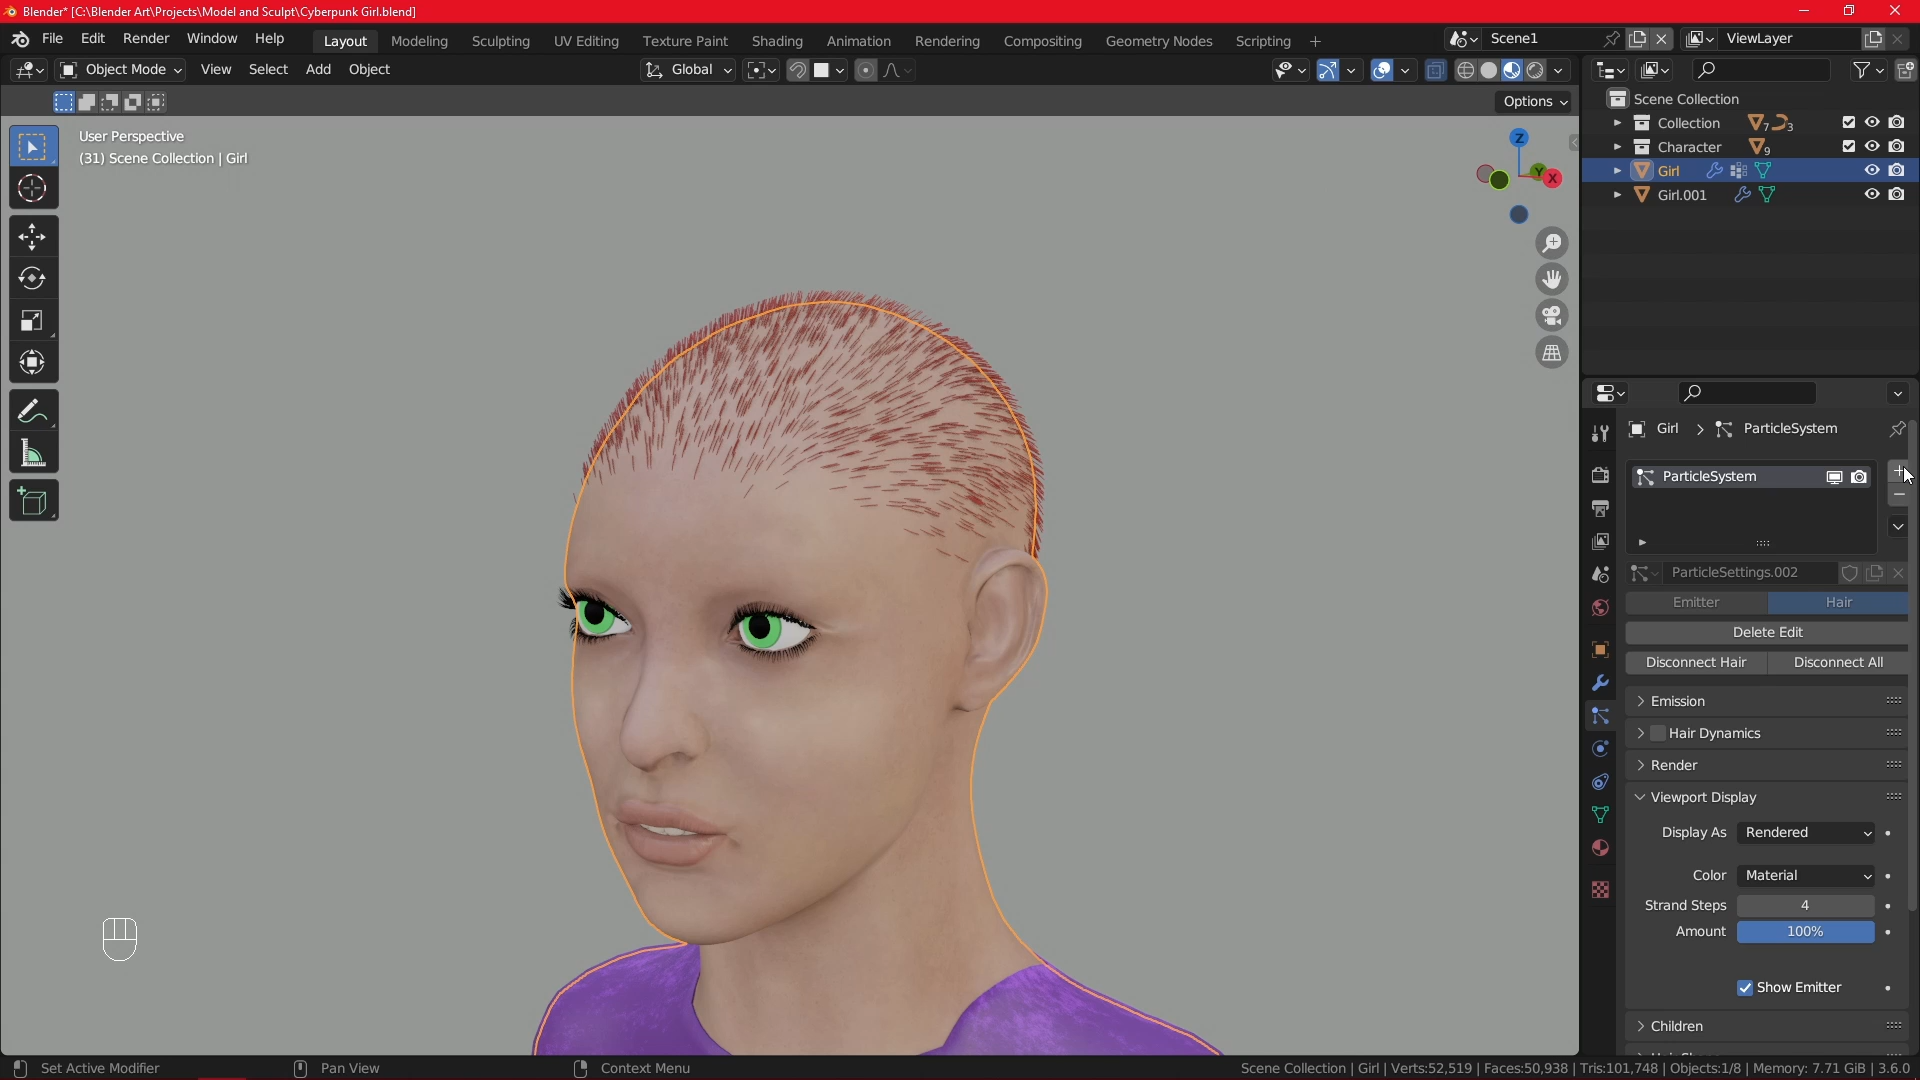 Blender* [C:\Blender Art\Projects\Model and Sculpt\Cyberpunk Girl.blend]
File Edit Render Window Help Layout Modeling Sculpting UV Editing Texture Paint Shading Animation Rendering Compositing Geometry Nodes Scripting + Scene1 ViewLayer
Object Mode View Select Add Object Global
Options
User Perspective
(31) Scene Collection | Girl
Z
Y
X
Scene Collection
Collection 7 3
Character 9
Girl
Girl.001
Girl > ParticleSystem
ParticleSystem
ParticleSettings.002
Emitter Hair
Delete Edit
Disconnect Hair Disconnect All
Emission
Hair Dynamics
Render
Viewport Display
Display As Rendered
Color Material
Strand Steps 4
Amount 100%
Show Emitter
Children
Set Active Modifier Pan View Context Menu Scene Collection | Girl | Verts:52,519 | Faces:50,938 | Tris:101,748 | Objects:1/8 | Memory: 7.71 GiB | 3.6.0